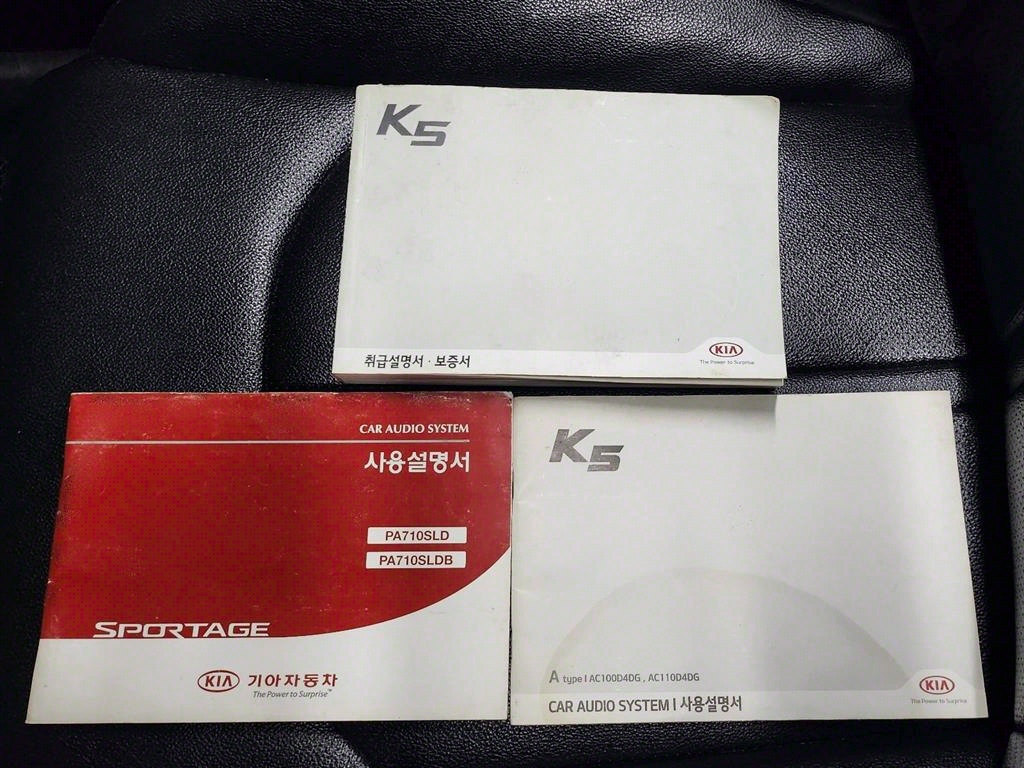 K5
취급설명서 · 보증서
KIA
The Power to Surprise
CAR AUDIO SYSTEM
사용설명서
PA710SLD
PA710SLDB
SPORTAGE
KIA 기아자동차
The Power to Surprise™
K5
A type | AC100D4DG , AC110D4DG
CAR AUDIO SYSTEM | 사용설명서
KIA
The Power to Surprise